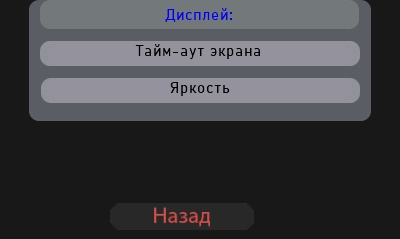 Дисплей:
Тайм-аут экрана
Яркость
Назад